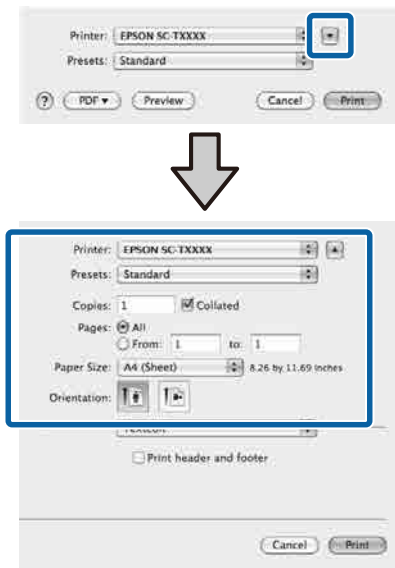 Printer: EPSON SC-TXXXX
Presets: Standard
? PDF▼ Preview Cancel Print
Printer: EPSON SC-TXXXX
Presets: Standard
Copies: 1 Collated
Pages: All
From: 1 to: 1
Paper Size: A4 (Sheet) 8.26 by 11.69 inches
Orientation:
Print header and footer
Cancel Print